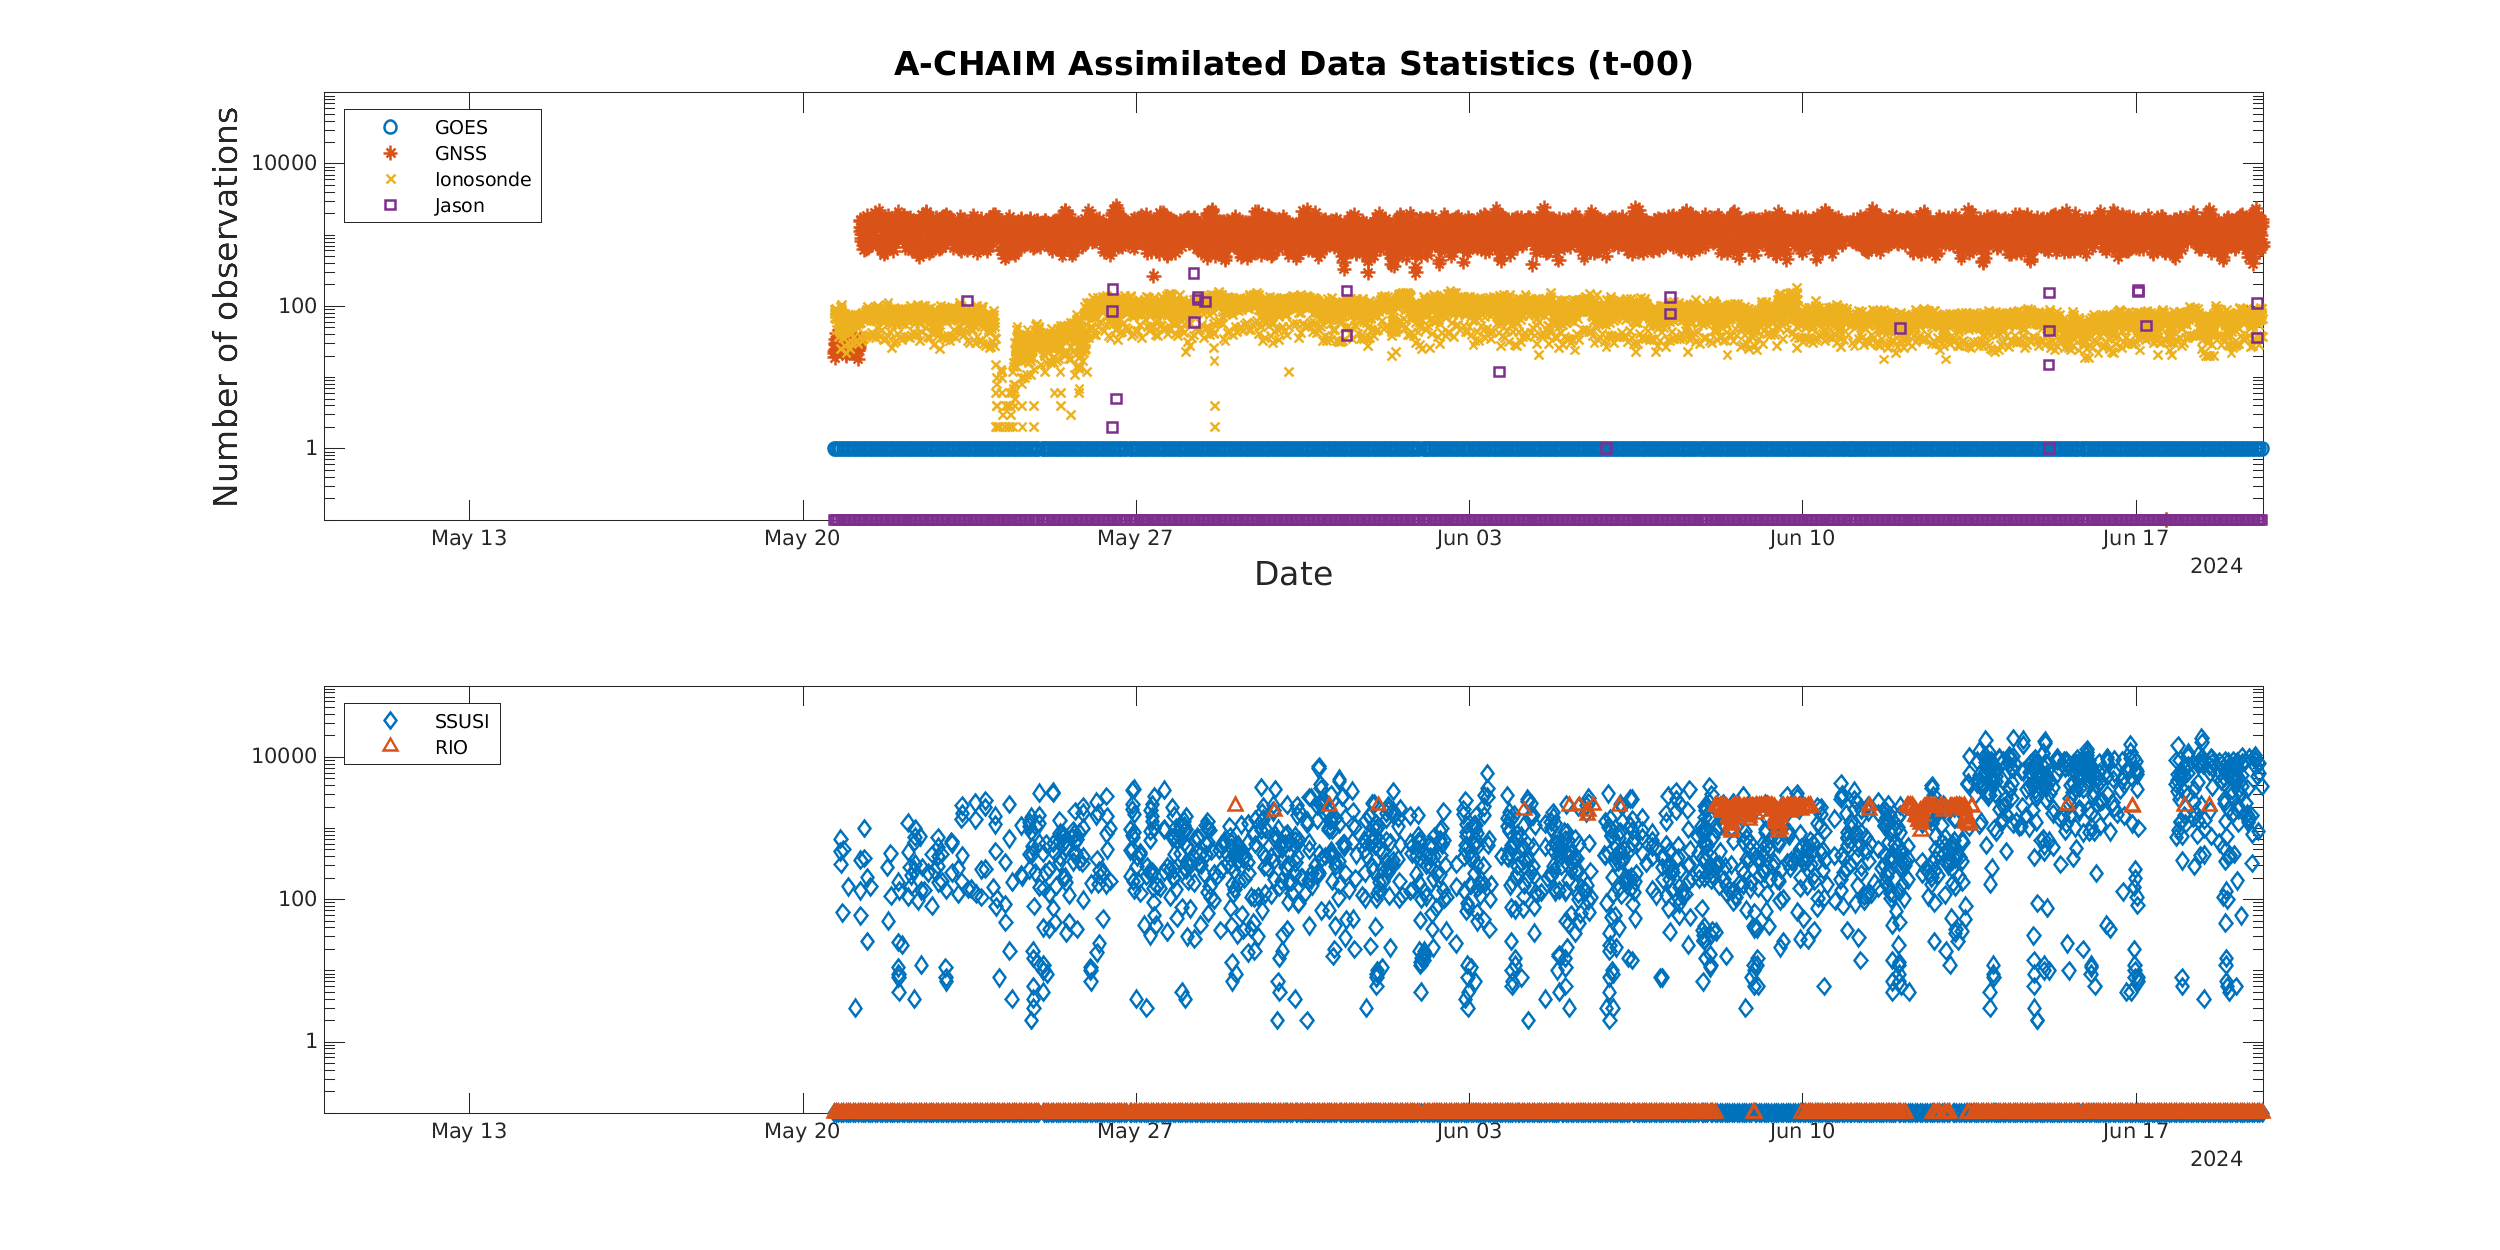 A-CHAIM Assimilated Data Statistics (t-00)
Number of observations
10000
100
1
GOES
GNSS
Ionosonde
Jason
May 13
May 20
May 27
Jun 03
Jun 10
Jun 17
2024
Date
10000
100
1
SSUSI
RIO
May 13
May 20
May 27
Jun 03
Jun 10
Jun 17
2024